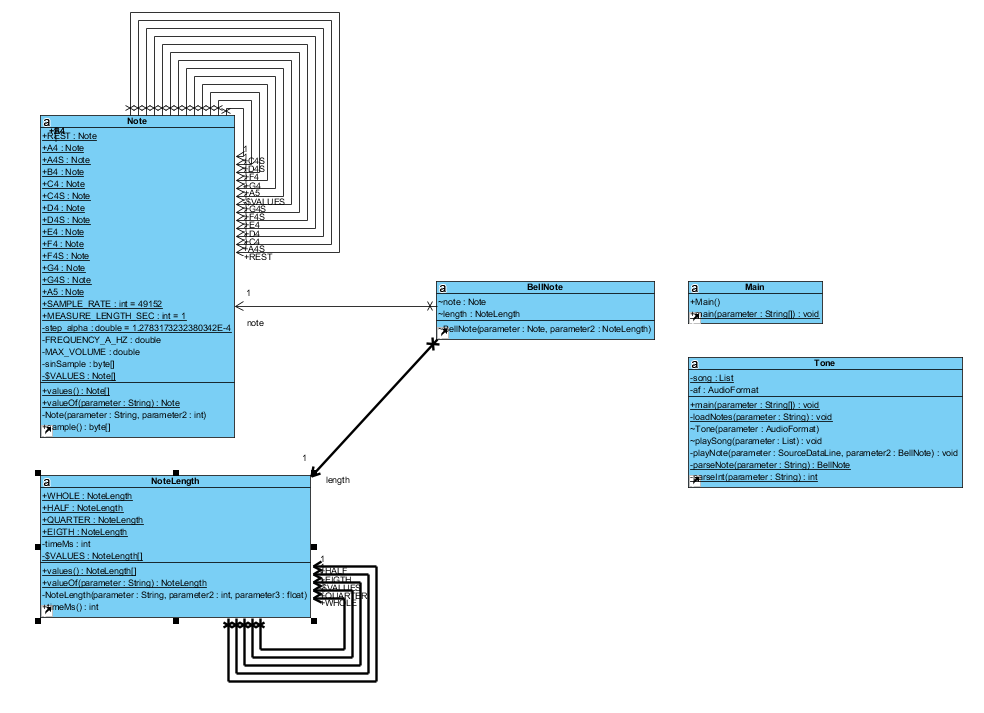 a Note
+REST : Note
+A4 : Note
+A4S : Note
+B4 : Note
+C4 : Note
+C4S : Note
+D4 : Note
+D4S : Note
+E4 : Note
+F4 : Note
+F4S : Note
+G4 : Note
+G4S : Note
+A5 : Note
+SAMPLE_RATE : int = 49152
+MEASURE_LENGTH_SEC : int = 1
-step_alpha : double = 1.2783173232380342E-4
-FREQUENCY_A_HZ : double
-MAX_VOLUME : double
-sinSample : byte[]
-$VALUES : Note[]
+values() : Note[]
+valueOf(parameter : String) : Note
-Note(parameter : String, parameter2 : int)
+sample() : byte[]
1
+C4S
+D4S
+F4
+G4
+A5
-$VALUES
+G4S
+F4S
+E4
+D4
+C4
+A4S
+REST
1
note
a BellNote
~note : Note
~length : NoteLength
~BellNote(parameter : Note, parameter2 : NoteLength)
a Main
+Main()
+main(parameter : String[]) : void
a Tone
-song : List
-af : AudioFormat
+main(parameter : String[]) : void
-loadNotes(parameter : String) : void
~Tone(parameter : AudioFormat)
~playSong(parameter : List) : void
-playNote(parameter : SourceDataLine, parameter2 : BellNote) : void
-parseNote(parameter : String) : BellNote
-parseInt(parameter : String) : int
1
length
a NoteLength
+WHOLE : NoteLength
+HALF : NoteLength
+QUARTER : NoteLength
+EIGTH : NoteLength
-timeMs : int
-$VALUES : NoteLength[]
+values() : NoteLength[]
+valueOf(parameter : String) : NoteLength
-NoteLength(parameter : String, parameter2 : int, parameter3 : float)
+timeMs() : int
1
+HALF
+EIGTH
-$VALUES
+QUARTER
+WHOLE